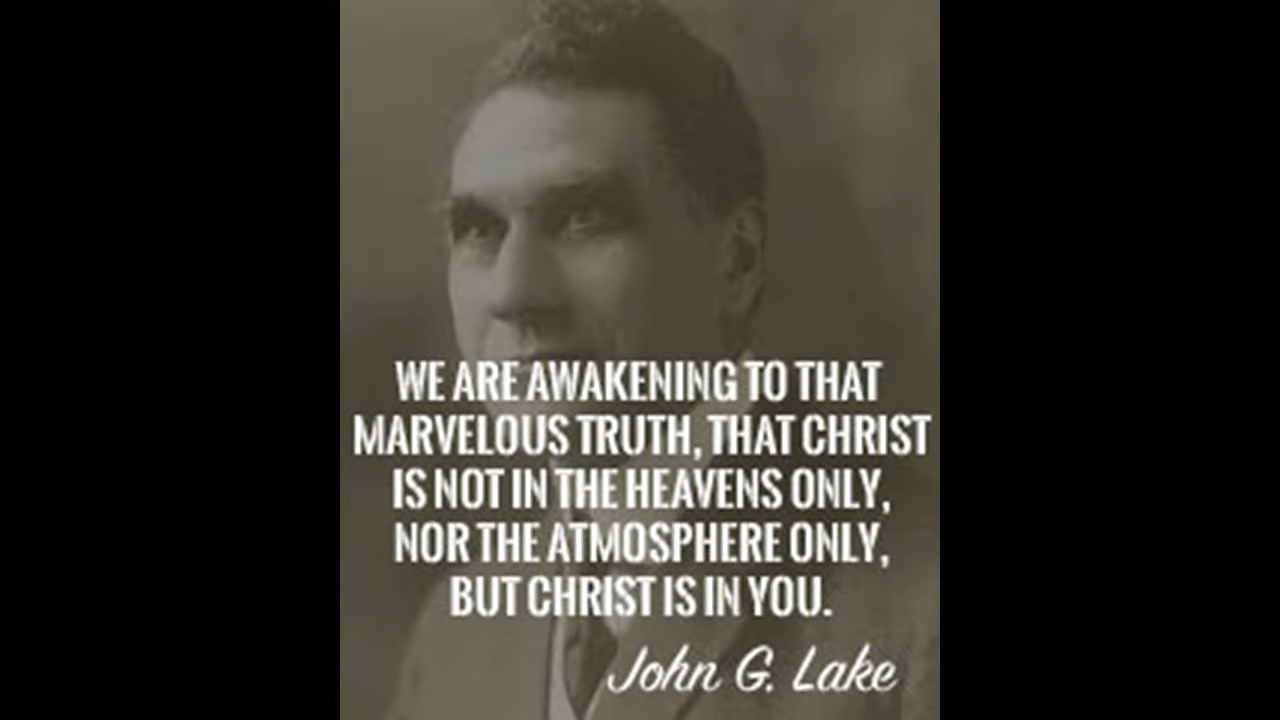 WE ARE AWAKENING TO THAT
MARVELOUS TRUTH, THAT CHRIST
IS NOT IN THE HEAVENS ONLY,
NOR THE ATMOSPHERE ONLY,
BUT CHRIST IS IN YOU.
John G. Lake